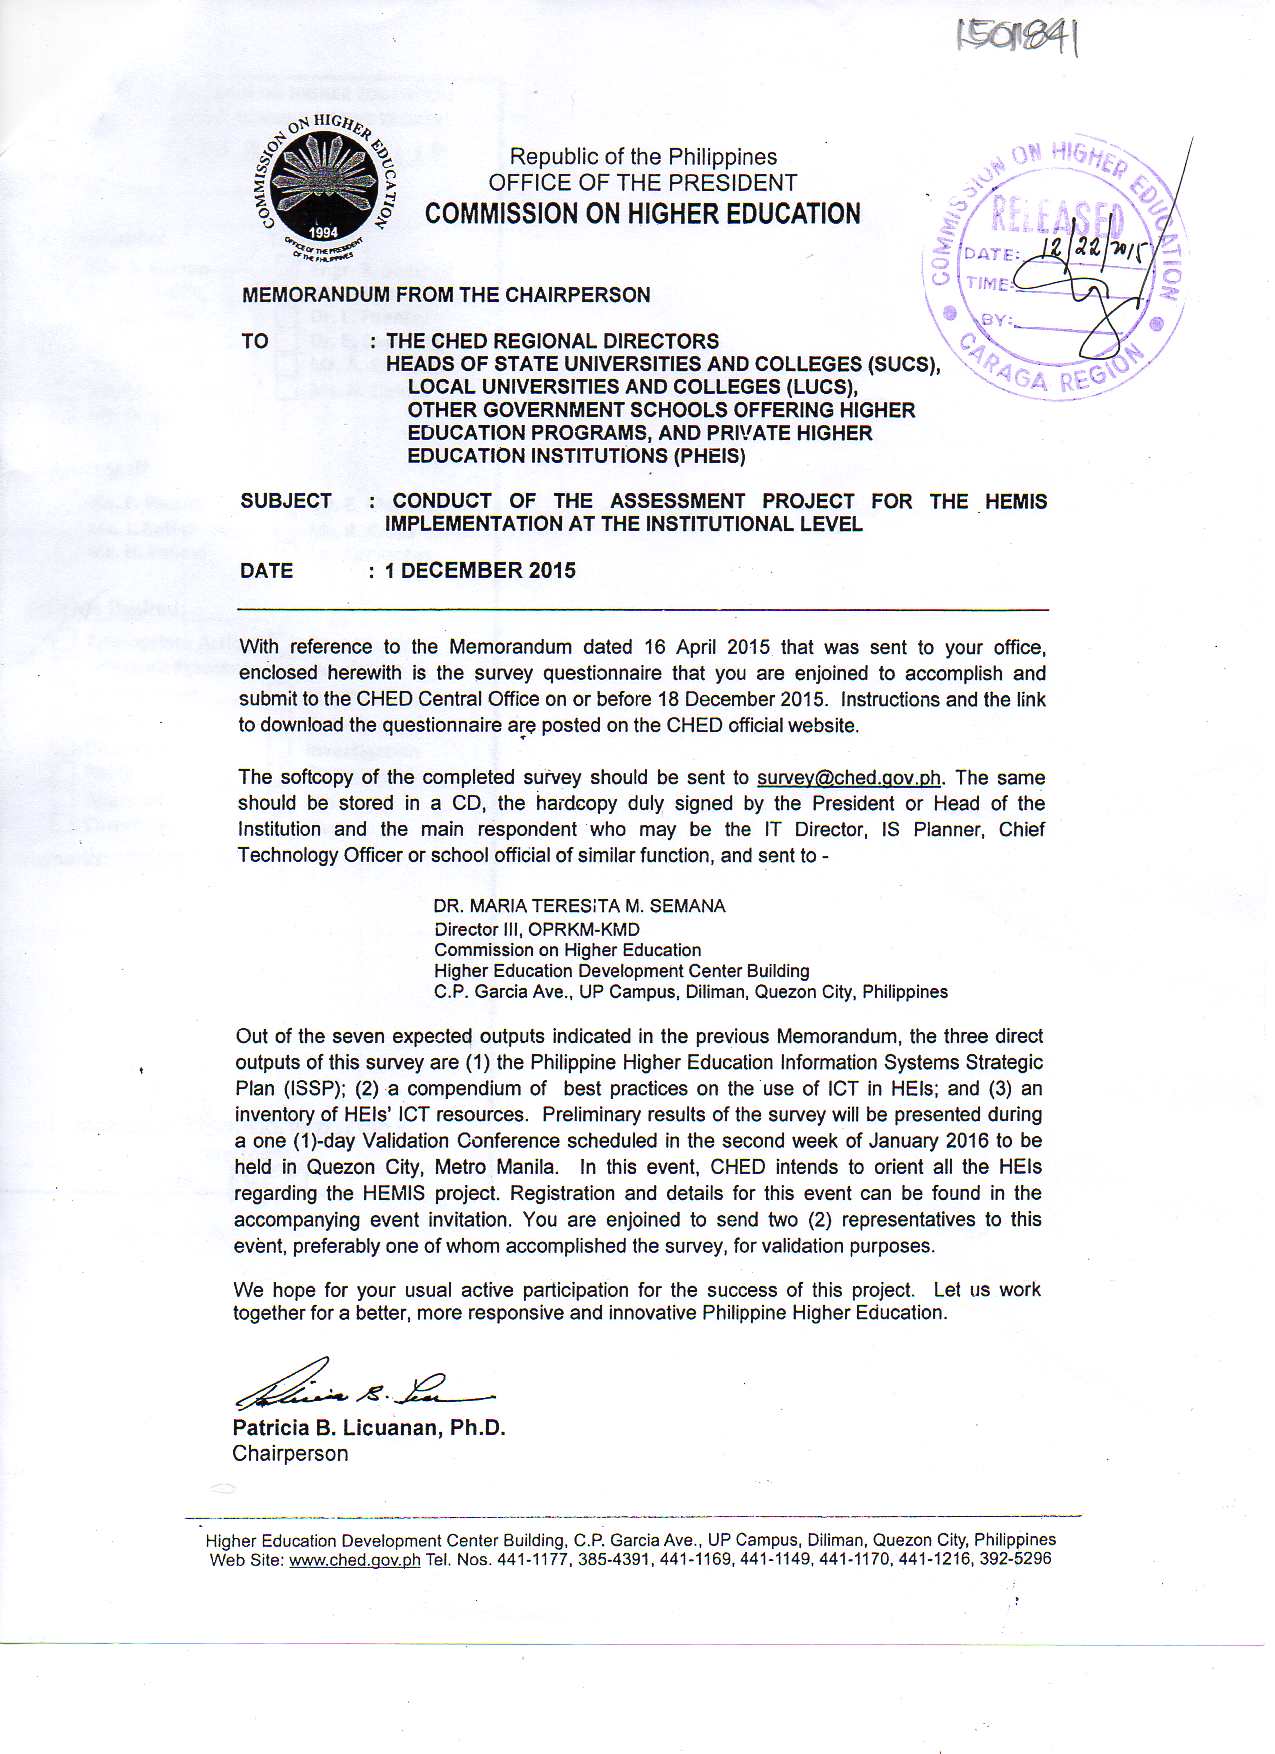 1501841
COMMISSION ON HIGHER EDUCATION
1994
OFFICE OF THE PRESIDENT
OF THE PHILIPPINES
Republic of the Philippines
OFFICE OF THE PRESIDENT
COMMISSION ON HIGHER EDUCATION
COMMISSION ON HIGHER EDUCATION
RELEASED
DATE: 12/22/2015
TIME:
BY:
CARAGA REGION
MEMORANDUM FROM THE CHAIRPERSON
TO : THE CHED REGIONAL DIRECTORS
HEADS OF STATE UNIVERSITIES AND COLLEGES (SUCS),
LOCAL UNIVERSITIES AND COLLEGES (LUCS),
OTHER GOVERNMENT SCHOOLS OFFERING HIGHER
EDUCATION PROGRAMS, AND PRIVATE HIGHER
EDUCATION INSTITUTIONS (PHEIS)
SUBJECT : CONDUCT OF THE ASSESSMENT PROJECT FOR THE HEMIS
IMPLEMENTATION AT THE INSTITUTIONAL LEVEL
DATE : 1 DECEMBER 2015
With reference to the Memorandum dated 16 April 2015 that was sent to your office,
enclosed herewith is the survey questionnaire that you are enjoined to accomplish and
submit to the CHED Central Office on or before 18 December 2015. Instructions and the link
to download the questionnaire are posted on the CHED official website.
The softcopy of the completed survey should be sent to survey@ched.gov.ph. The same
should be stored in a CD, the hardcopy duly signed by the President or Head of the
Institution and the main respondent who may be the IT Director, IS Planner, Chief
Technology Officer or school official of similar function, and sent to -
DR. MARIA TERESITA M. SEMANA
Director III, OPRKM-KMD
Commission on Higher Education
Higher Education Development Center Building
C.P. Garcia Ave., UP Campus, Diliman, Quezon City, Philippines
Out of the seven expected outputs indicated in the previous Memorandum, the three direct
outputs of this survey are (1) the Philippine Higher Education Information Systems Strategic
Plan (ISSP); (2) a compendium of best practices on the use of ICT in HEIs; and (3) an
inventory of HEIs' ICT resources. Preliminary results of the survey will be presented during
a one (1)-day Validation Conference scheduled in the second week of January 2016 to be
held in Quezon City, Metro Manila. In this event, CHED intends to orient all the HEIs
regarding the HEMIS project. Registration and details for this event can be found in the
accompanying event invitation. You are enjoined to send two (2) representatives to this
event, preferably one of whom accomplished the survey, for validation purposes.
We hope for your usual active participation for the success of this project. Let us work
together for a better, more responsive and innovative Philippine Higher Education.
Patricia B. Licuanan, Ph.D.
Chairperson
Higher Education Development Center Building, C.P. Garcia Ave., UP Campus, Diliman, Quezon City, Philippines
Web Site: www.ched.gov.ph Tel. Nos. 441-1177, 385-4391, 441-1169, 441-1149, 441-1170, 441-1216, 392-5296